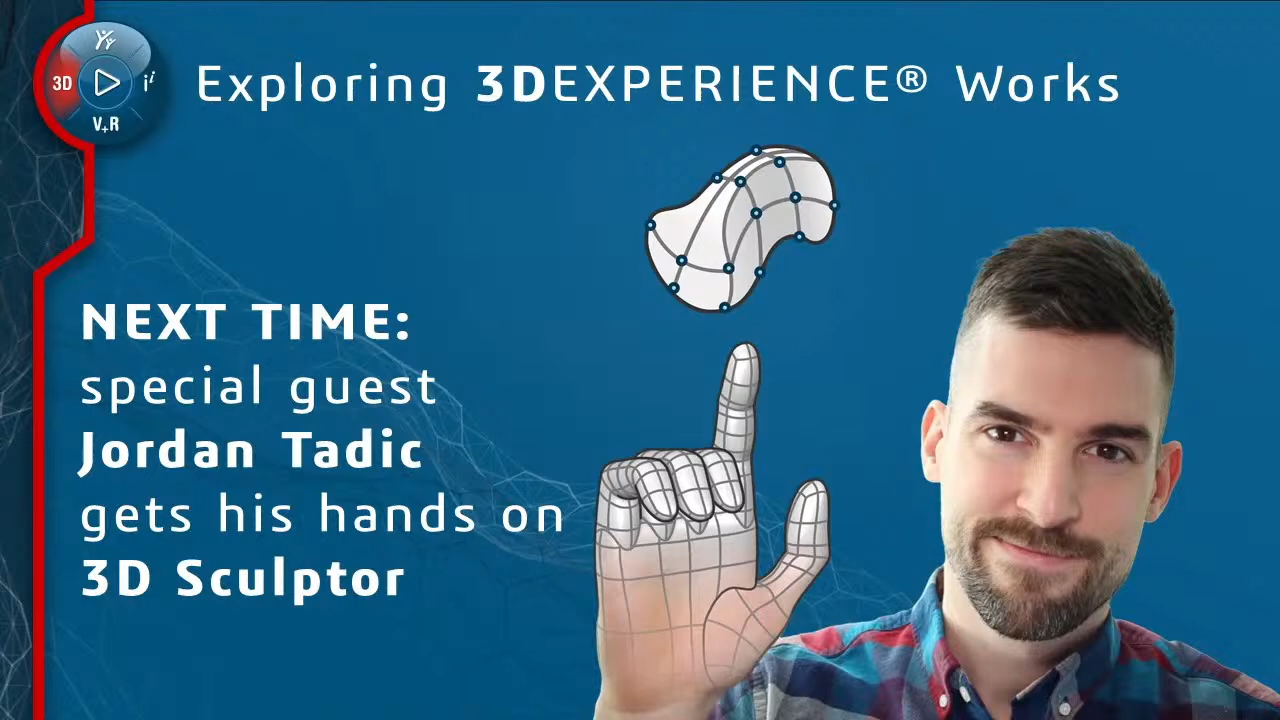 3D
V+R
Exploring 3DEXPERIENCE® Works
NEXT TIME:
special guest
Jordan Tadic
gets his hands on
3D Sculptor